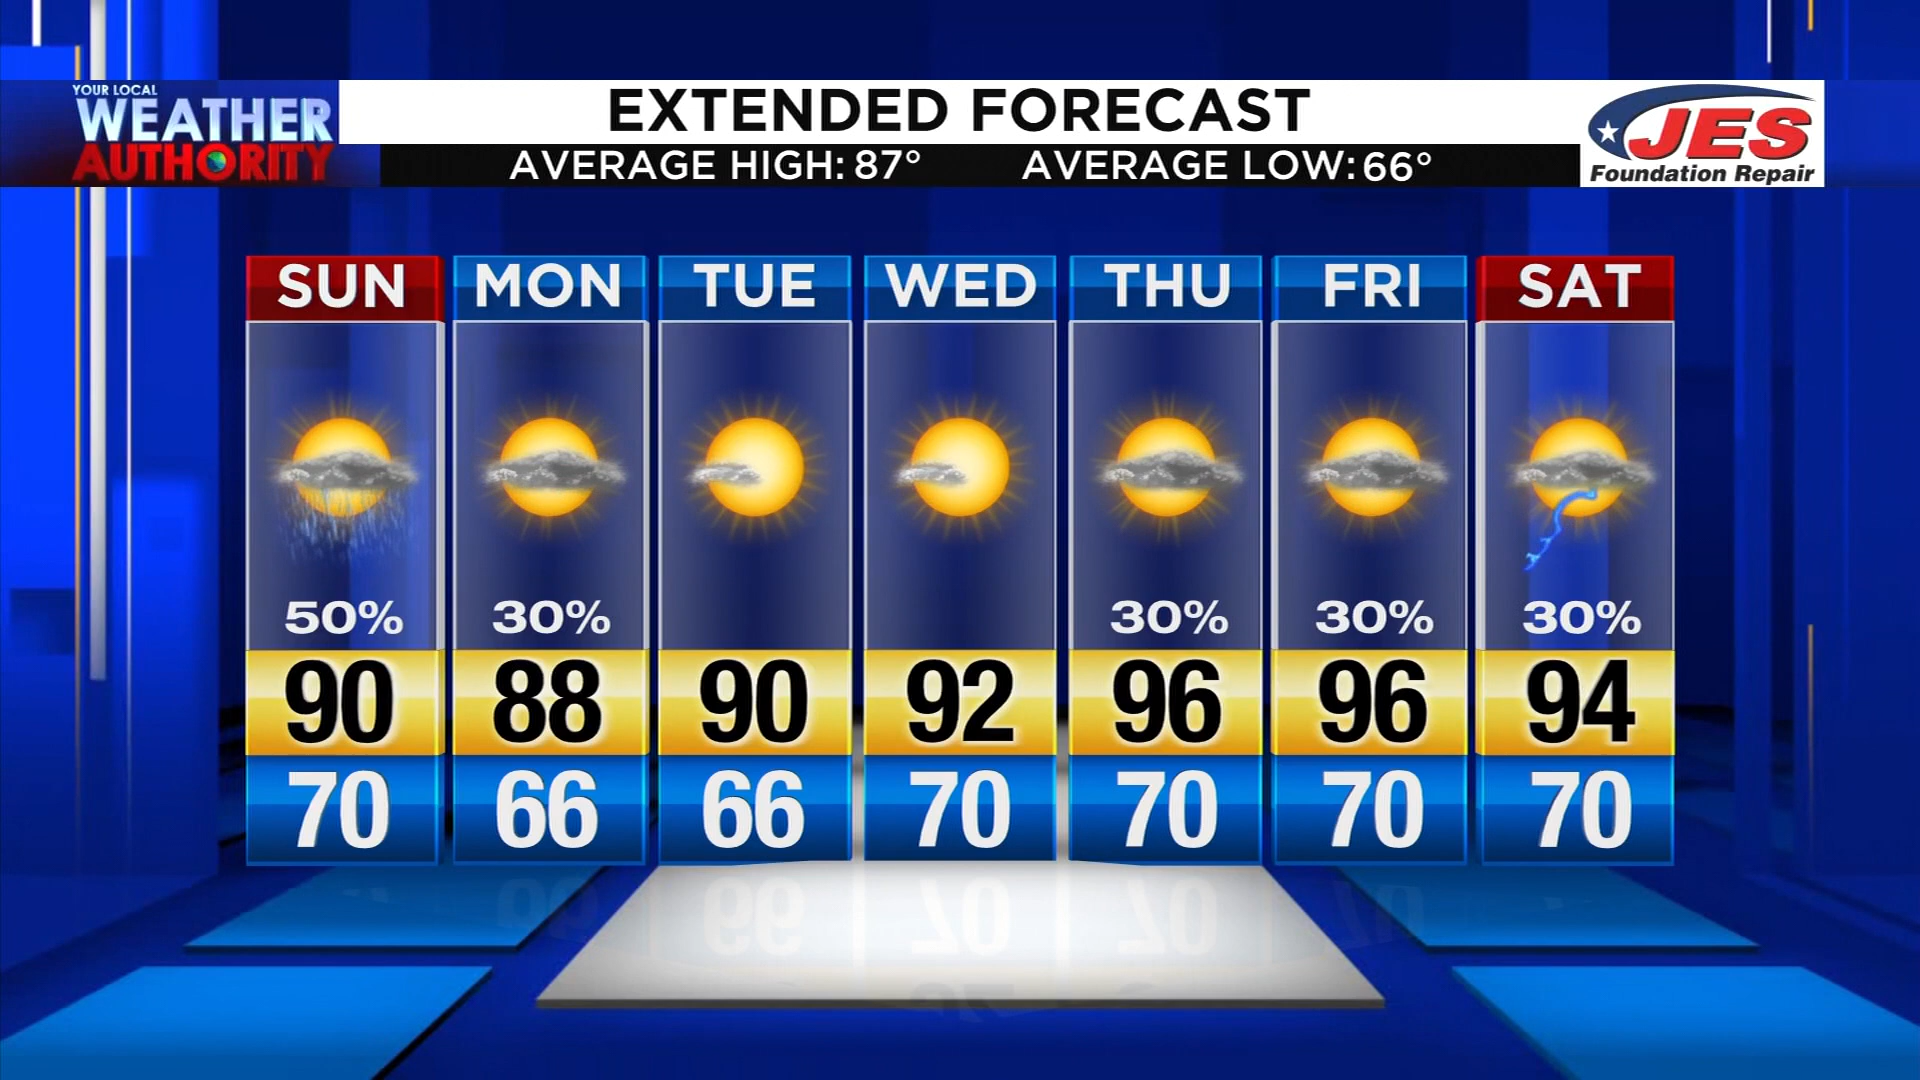 YOUR LOCAL
WEATHER
AUTHORITY
EXTENDED FORECAST
AVERAGE HIGH: 87° AVERAGE LOW: 66°
JES
Foundation Repair
SUN MON TUE WED THU FRI SAT
50% 30% 30% 30% 30%
90 88 90 92 96 96 94
70 66 66 70 70 70 70